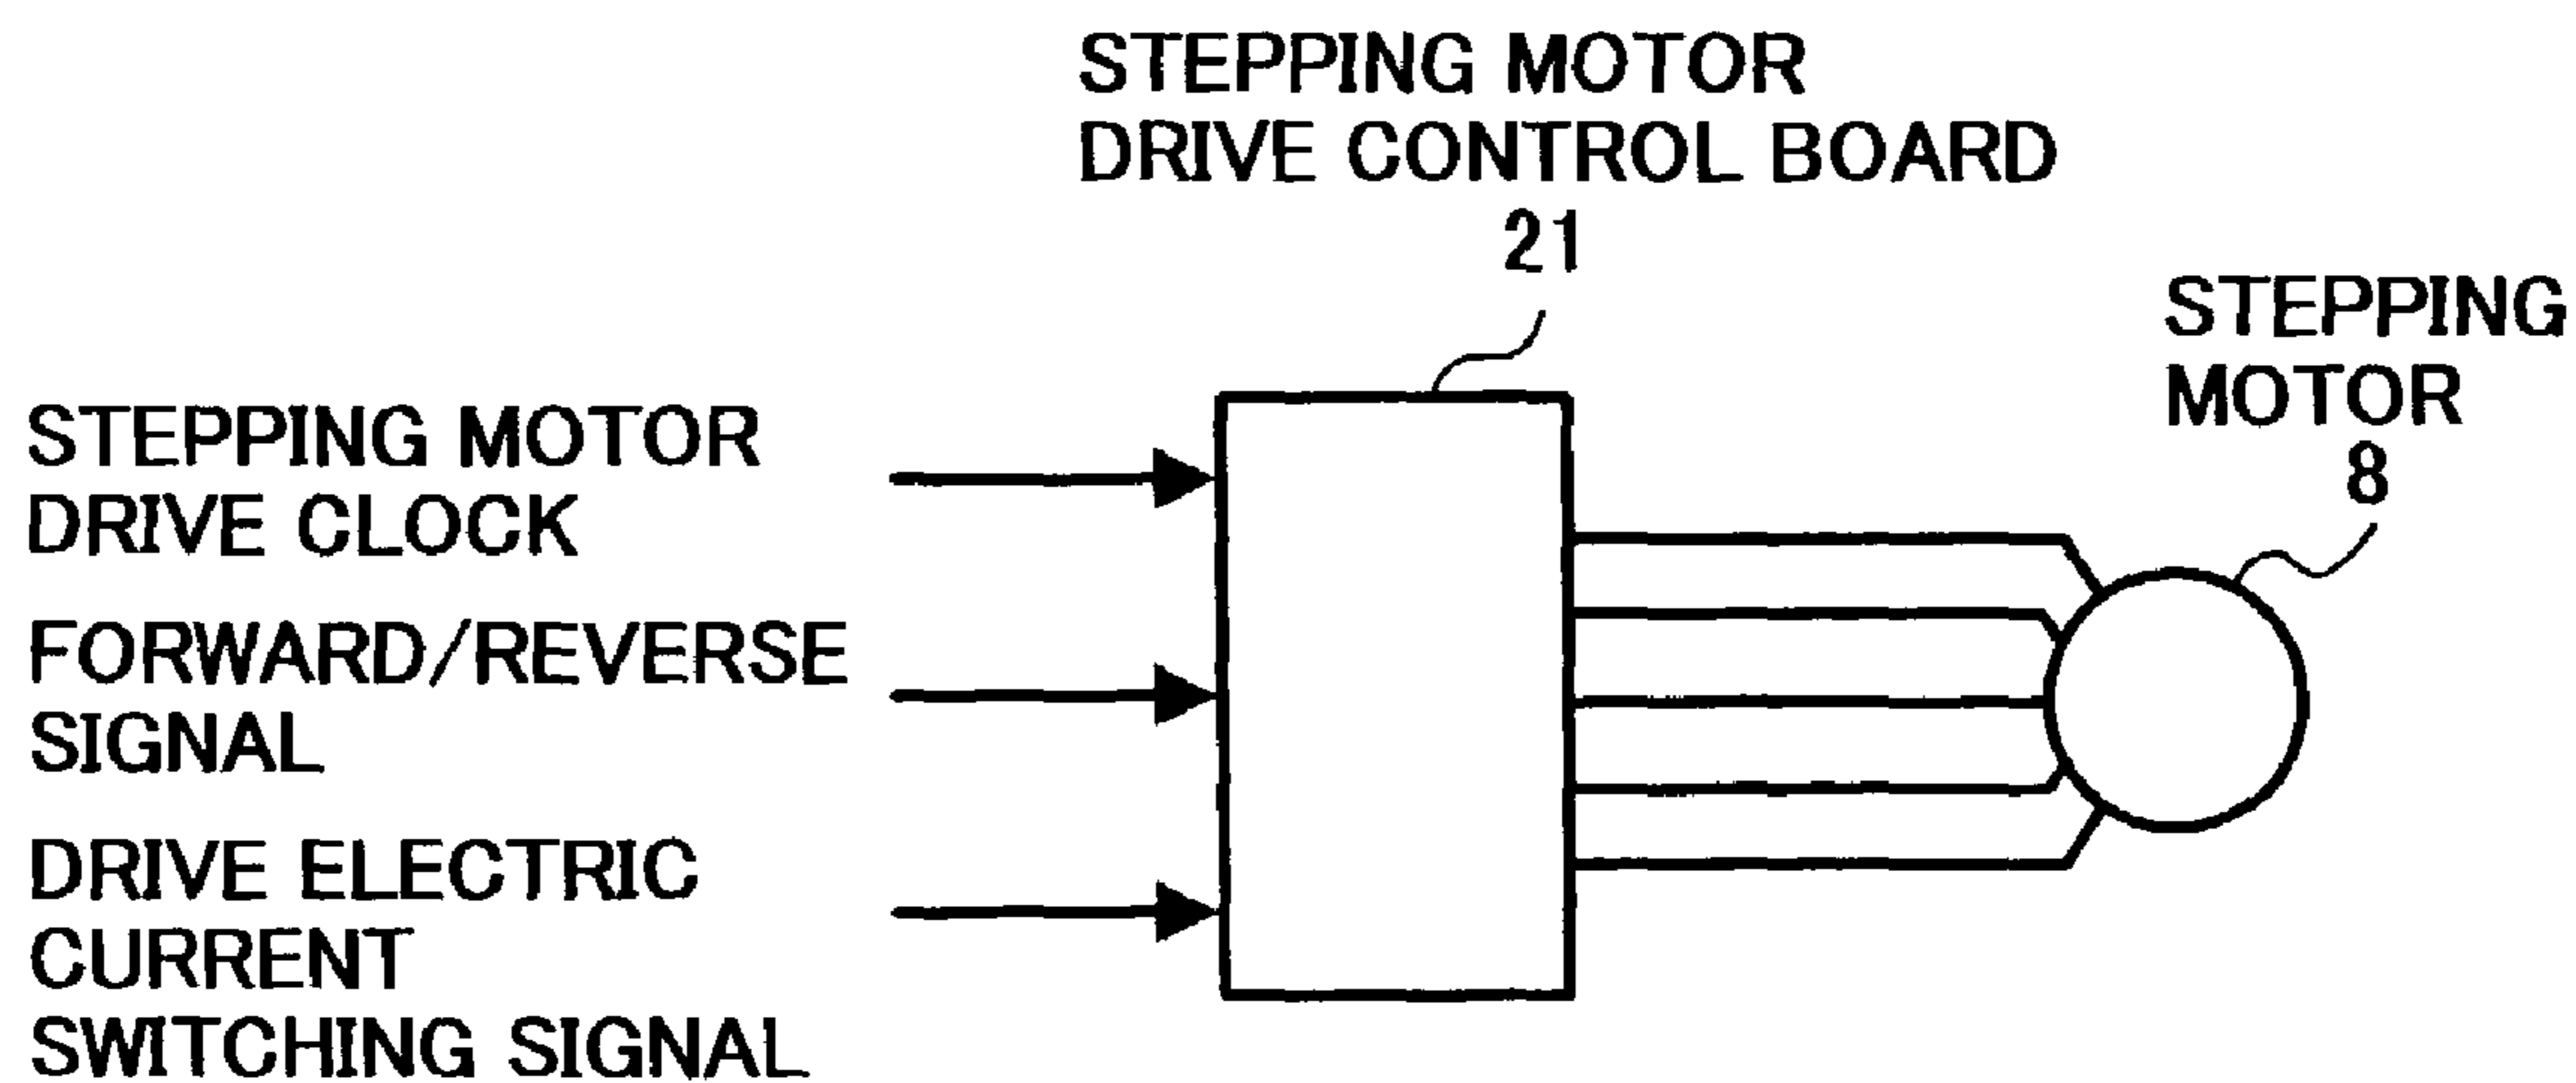 STEPPING MOTOR
DRIVE CONTROL BOARD
21
STEPPING
MOTOR
8
STEPPING MOTOR
DRIVE CLOCK
FORWARD/REVERSE
SIGNAL
DRIVE ELECTRIC
CURRENT
SWITCHING SIGNAL